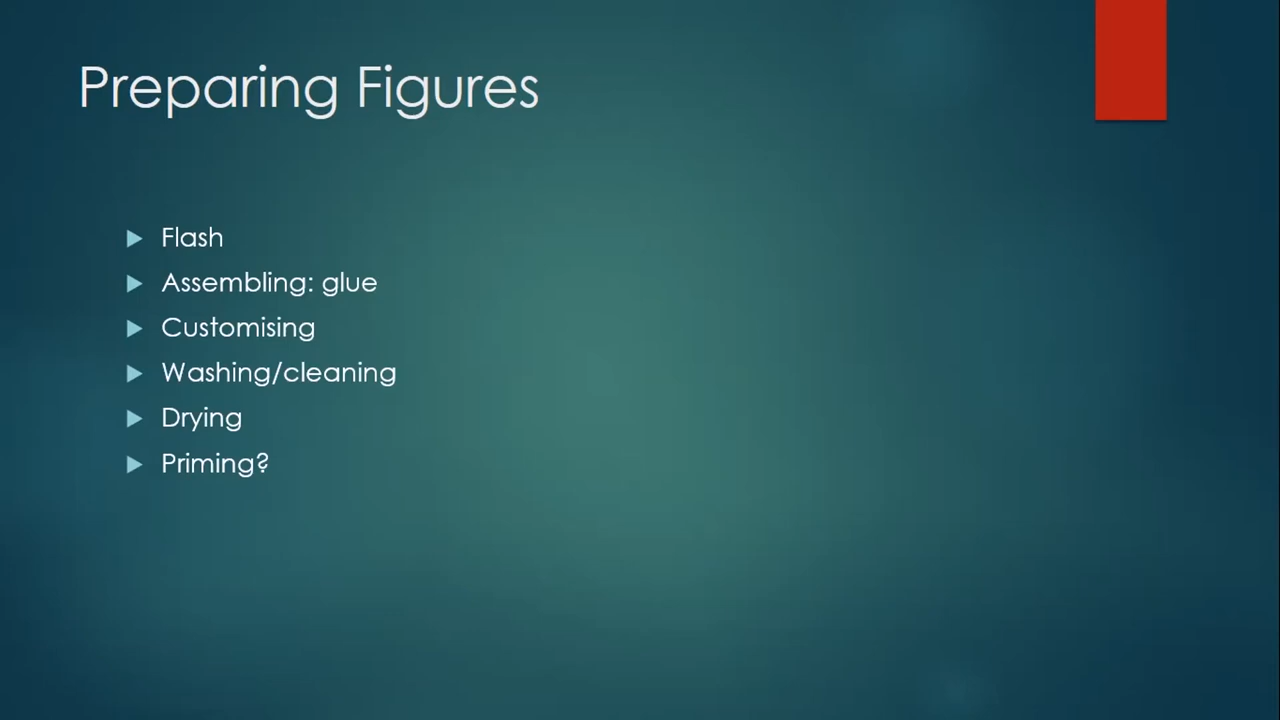 Preparing Figures
Flash
Assembling: glue
Customising
Washing/cleaning
Drying
Priming?